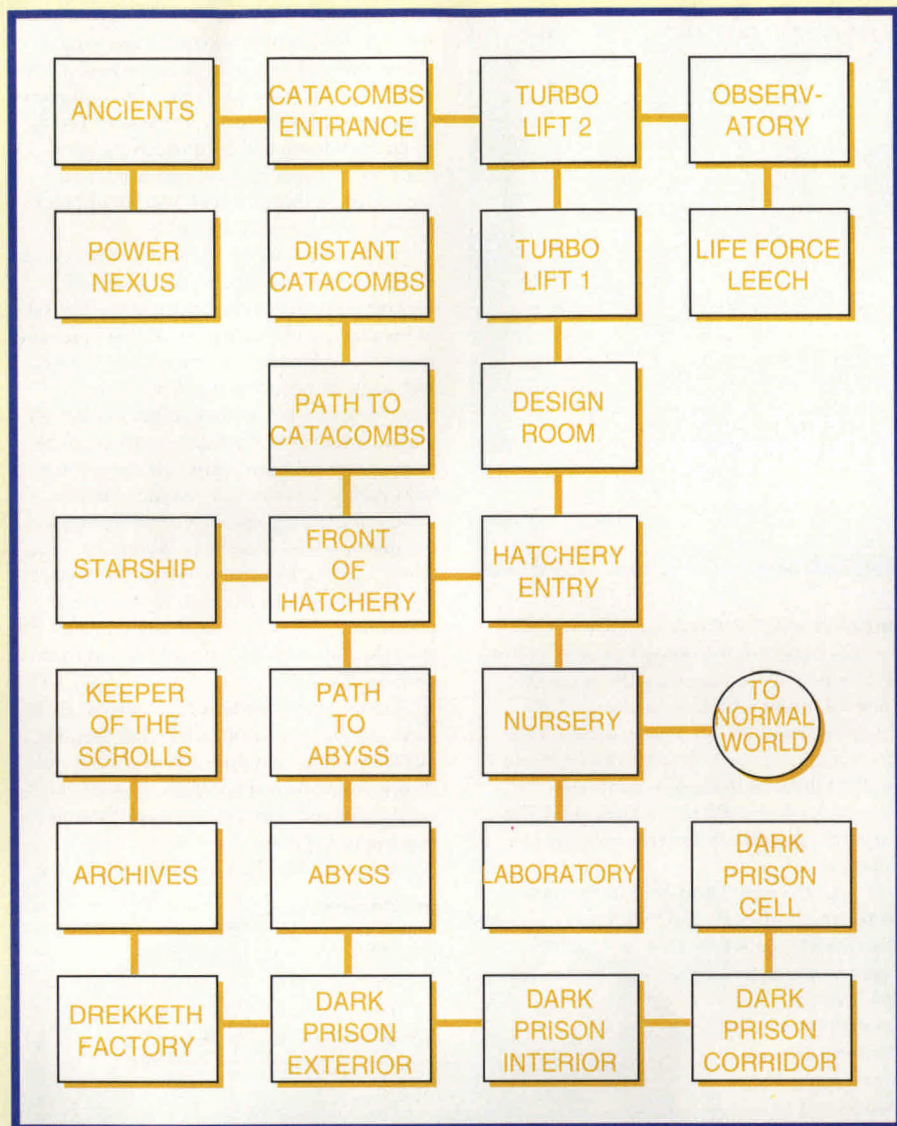 ANCIENTS
CATACOMBS
ENTRANCE
TURBO
LIFT 2
OBSERV-
ATORY
POWER
NEXUS
DISTANT
CATACOMBS
TURBO
LIFT 1
LIFE FORCE
LEECH
PATH TO
CATACOMBS
DESIGN
ROOM
STARSHIP
FRONT
OF
HATCHERY
HATCHERY
ENTRY
KEEPER
OF THE
SCROLLS
PATH
TO
ABYSS
NURSERY
TO
NORMAL
WORLD
ARCHIVES
ABYSS
LABORATORY
DARK
PRISON
CELL
DREKKETH
FACTORY
DARK
PRISON
EXTERIOR
DARK
PRISON
INTERIOR
DARK
PRISON
CORRIDOR